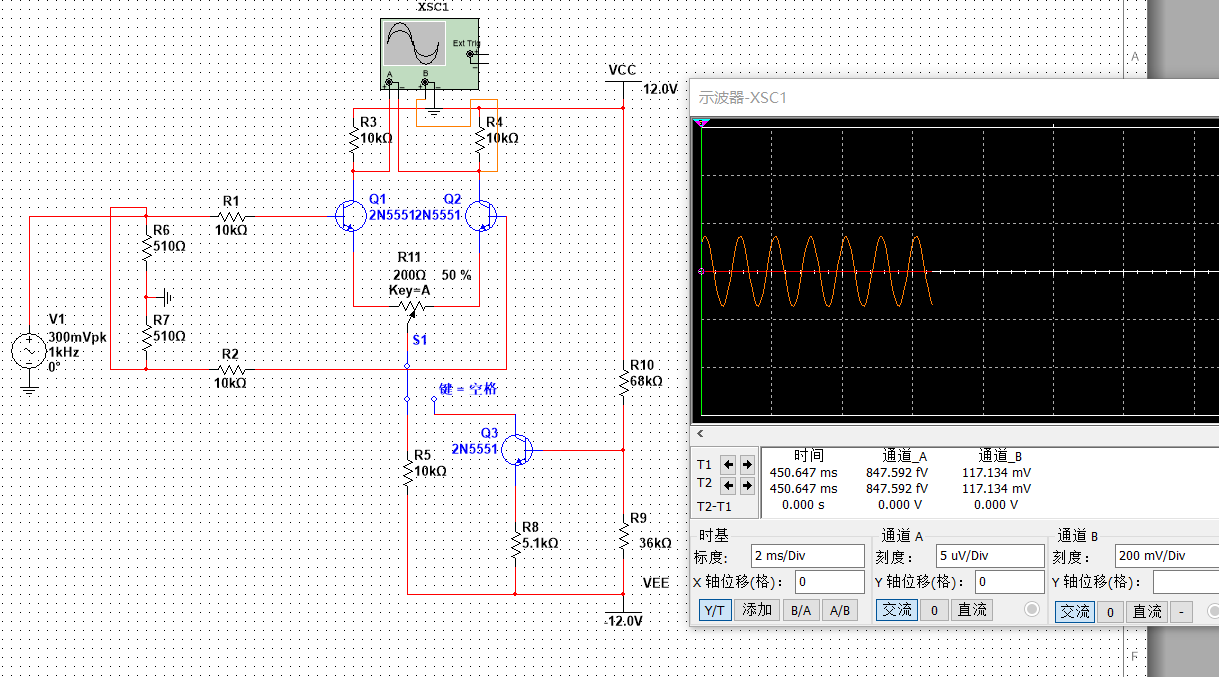 XSC1
Ext Trig
A
B
VCC
12.0V
R3
10kΩ
R4
10kΩ
R1
10kΩ
Q1
2N5551
Q2
2N5551
R6
510Ω
R11
200Ω 50 %
Key=A
V1
300mVpk
1kHz
0°
R7
510Ω
S1
R2
10kΩ
R10
68kΩ
键 = 空格
Q3
2N5551
R5
10kΩ
R8
5.1kΩ
R9
36kΩ
VEE
-12.0V
A
F
示波器-XSC1
<
T1
T2
T2-T1
时间 通道_A 通道_B
450.647 ms 847.592 fV 117.134 mV
450.647 ms 847.592 fV 117.134 mV
0.000 s 0.000 V 0.000 V
时基
标度: 2 ms/Div
X 轴位移(格): 0
Y/T 添加 B/A A/B
通道 A
刻度: 5 uV/Div
Y 轴位移(格): 0
交流 0 直流
通道 B
刻度: 200 mV/Div
Y 轴位移(格):
交流 0 直流 -